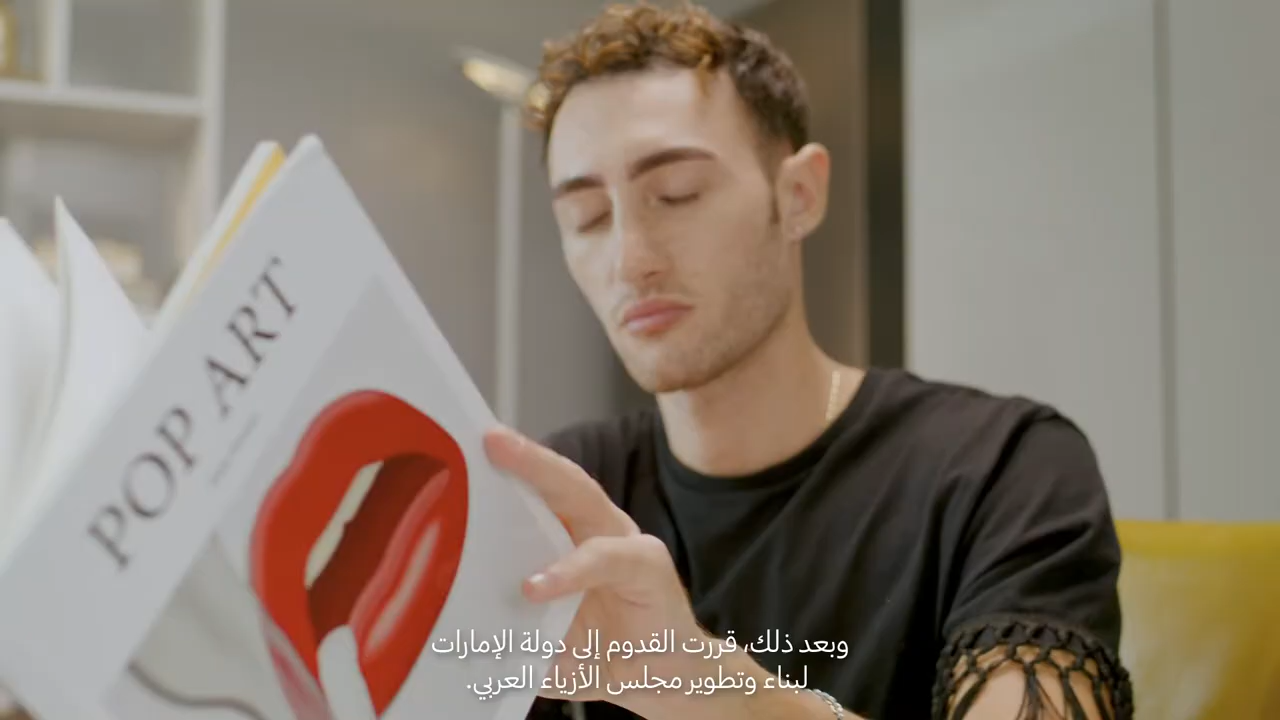 POP ART
وبعد ذلك، قررت القدوم إلى دولة الإمارات
لبناء وتطوير مجلس الأزياء العربي.